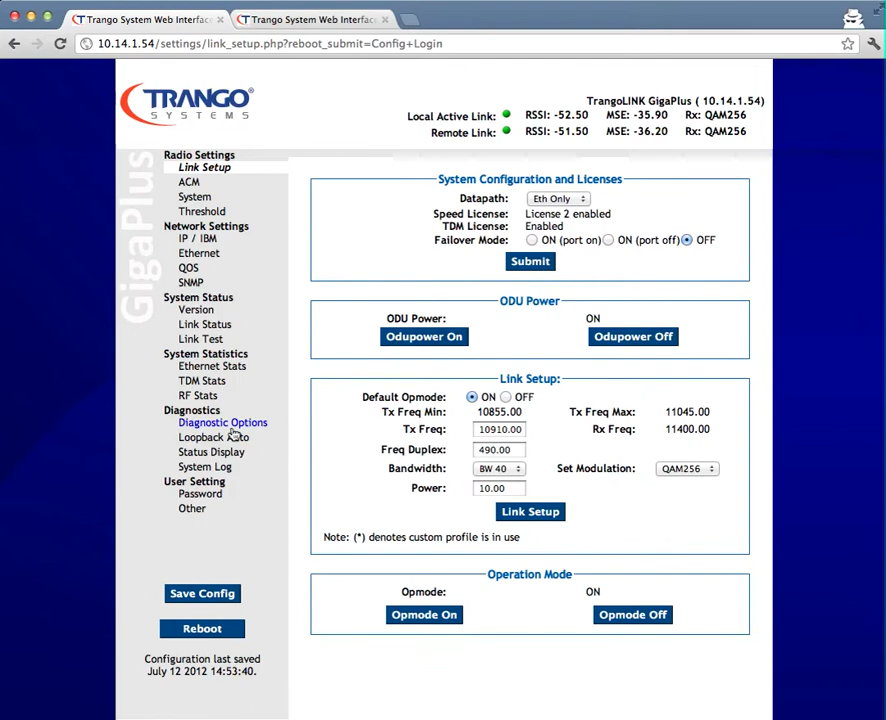 Trango System Web Interface
Trango System Web Interface
10.14.1.54/settings/link_setup.php?reboot_submit=Config+Login
TRANGO®
SYSTEMS
TrangoLINK GigaPlus ( 10.14.1.54)
Local Active Link: RSSI: -52.50 MSE: -35.90 Rx: QAM256
Remote Link: RSSI: -51.50 MSE: -36.20 Rx: QAM256
GigaPlus
Radio Settings
Link Setup
ACM
System
Threshold
Network Settings
IP / IBM
Ethernet
QOS
SNMP
System Status
Version
Link Status
Link Test
System Statistics
Ethernet Stats
TDM Stats
RF Stats
Diagnostics
Diagnostic Options
Loopback Auto
Status Display
System Log
User Setting
Password
Other
Save Config
Reboot
Configuration last saved
July 12 2012 14:53:40.
System Configuration and Licenses
Datapath: Eth Only
Speed License: License 2 enabled
TDM License: Enabled
Failover Mode: ON (port on) ON (port off) OFF
Submit
ODU Power
ODU Power: ON
Odupower On Odupower Off
Link Setup:
Default Opmode: ON OFF
Tx Freq Min: 10855.00 Tx Freq Max: 11045.00
Tx Freq: 10910.00 Rx Freq: 11400.00
Freq Duplex: 490.00
Bandwidth: BW 40 Set Modulation: QAM256
Power: 10.00
Link Setup
Note: (*) denotes custom profile is in use
Operation Mode
Opmode: ON
Opmode On Opmode Off